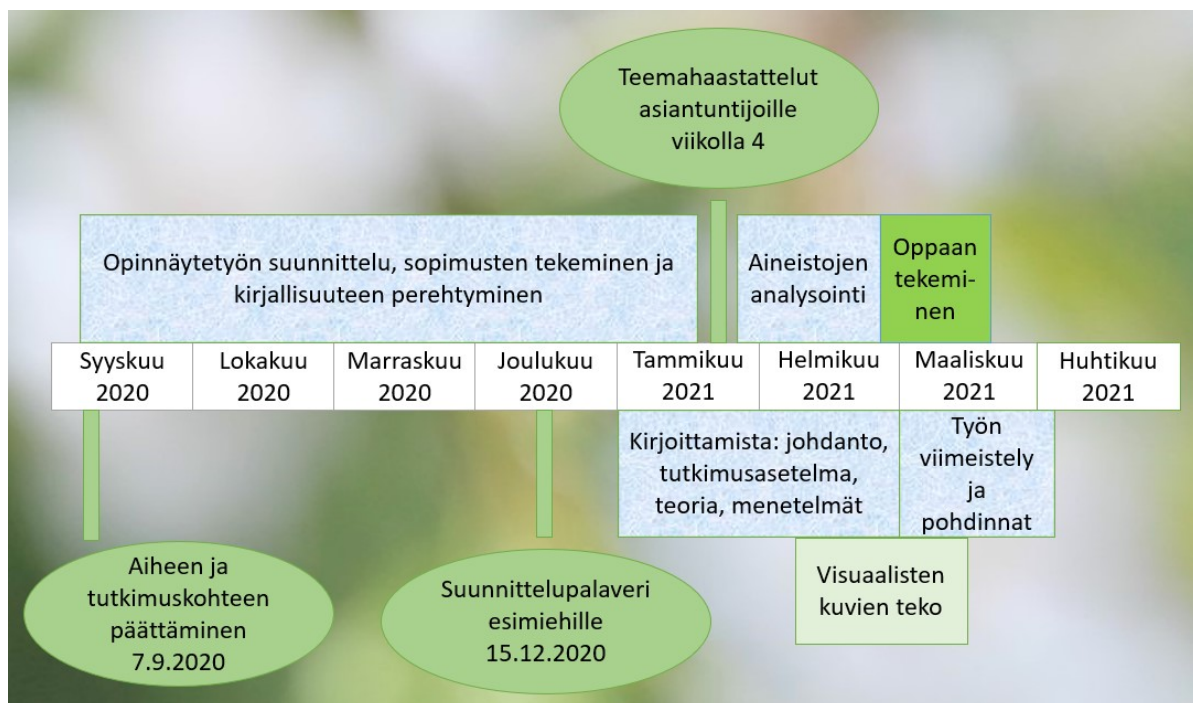 Teemahaastattelut
asiantuntijoille
viikolla 4
Opinnäytetyön suunnittelu, sopimusten tekeminen ja
kirjallisuuteen perehtyminen
Aineistojen
analysointi
Oppaan
tekemi-
nen
Syyskuu
2020
Lokakuu
2020
Marraskuu
2020
Joulukuu
2020
Tammikuu
2021
Helmikuu
2021
Maaliskuu
2021
Huhtikuu
2021
Kirjoittamista: johdanto,
tutkimusasetelma,
teoria, menetelmät
Työn
viimeistely
ja
pohdinnat
Aiheen ja
tutkimuskohteen
päättäminen
7.9.2020
Suunnittelupalaveri
esimiehille
15.12.2020
Visuaalisten
kuvien teko